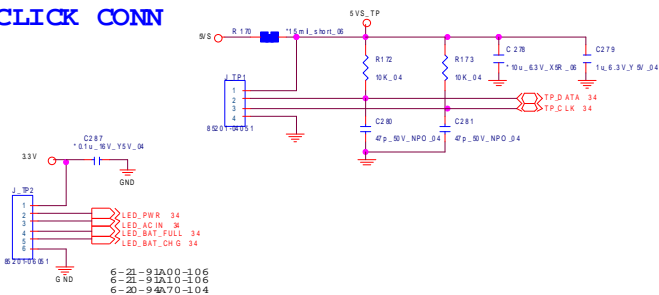 CLICK CONN
5VS_TP
5VS
R170
*15mil_short_06
R172
10K_04
R173
10K_04
C278
*10u_6.3V_X5R_06
C279
1u_6.3V_Y5V_04
J_TP1
1
2
3
4
85201-04051
TP_DATA 34
TP_CLK 34
C280
47p_50V_NPO_04
C281
47p_50V_NPO_04
C287
*0.1u_16V_Y5V_04
3.3V
GND
J_TP2
1
2
3
4
5
6
85201-06051
LED_PWR 34
LED_ACIN 34
LED_BAT_FULL 34
LED_BAT_CHG 34
GND
6-21-91A00-106
6-21-91A10-106
6-20-94A70-104